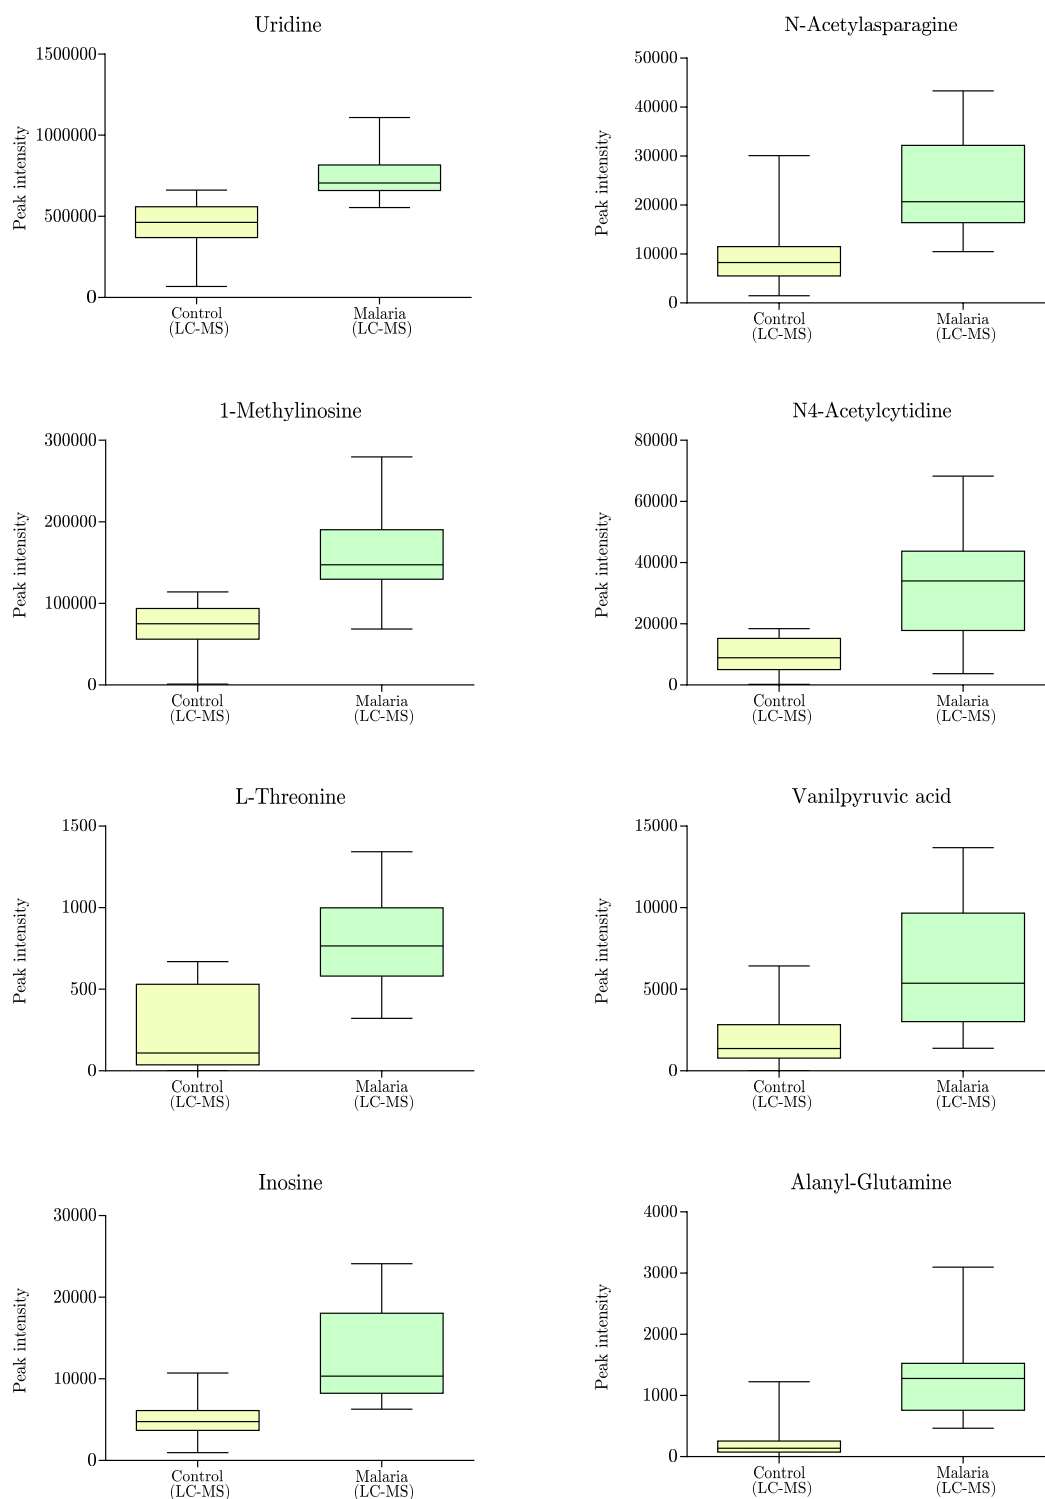 Uridine
1500000
1000000
500000
0
Peak intensity
Control
(LC-MS)
Malaria
(LC-MS)
N-Acetylasparagine
50000
40000
30000
20000
10000
0
Peak intensity
Control
(LC-MS)
Malaria
(LC-MS)
1-Methylinosine
300000
200000
100000
0
Peak intensity
Control
(LC-MS)
Malaria
(LC-MS)
N4-Acetylcytidine
80000
60000
40000
20000
0
Peak intensity
Control
(LC-MS)
Malaria
(LC-MS)
L-Threonine
1500
1000
500
0
Peak intensity
Control
(LC-MS)
Malaria
(LC-MS)
Vanilpyruvic acid
15000
10000
5000
0
Peak intensity
Control
(LC-MS)
Malaria
(LC-MS)
Inosine
30000
20000
10000
0
Peak intensity
Control
(LC-MS)
Malaria
(LC-MS)
Alanyl-Glutamine
4000
3000
2000
1000
0
Peak intensity
Control
(LC-MS)
Malaria
(LC-MS)